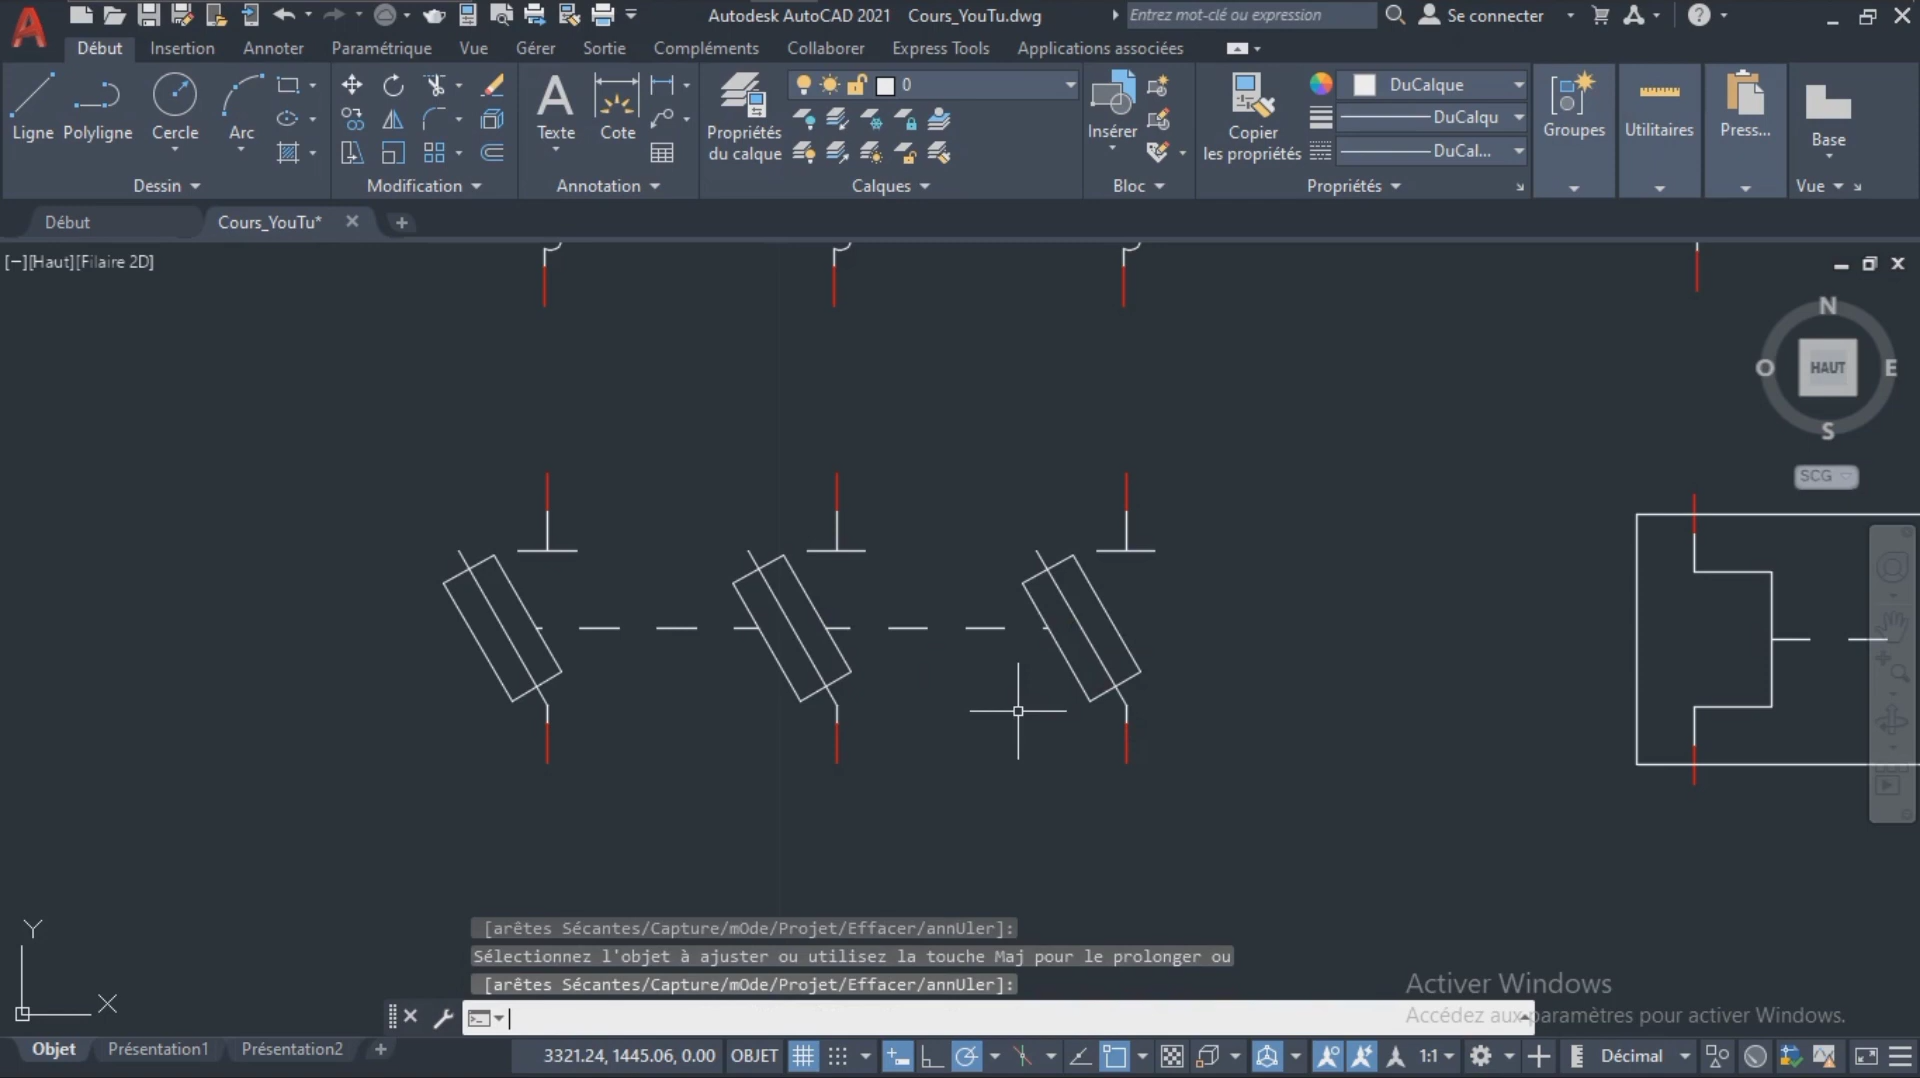 Autodesk AutoCAD 2021 Cours_YouTu.dwg
Entrez mot-clé ou expression
Se connecter
Début Insertion Annoter Paramétrique Vue Gérer Sortie Compléments Collaborer Express Tools Applications associées
0
DuCalque
DuCalqu
DuCal...
Ligne Polyligne Cercle Arc
Texte Cote
Propriétés
du calque
Insérer
Copier
les propriétés
Groupes Utilitaires Press... Base
Dessin Modification Annotation Calques Bloc Propriétés Vue
Début Cours_YouTu*
[−][Haut][Filaire 2D]
N
O HAUT E
S
SCG
Y
X
[arêtes Sécantes/Capture/mOde/Projet/Effacer/annUler]:
Sélectionnez l'objet à ajuster ou utilisez la touche Maj pour le prolonger ou
[arêtes Sécantes/Capture/mOde/Projet/Effacer/annUler]:
Activer Windows
Accédez aux paramètres pour activer Windows.
Objet Présentation1 Présentation2
3321.24, 1445.06, 0.00 OBJET 1:1 Décimal